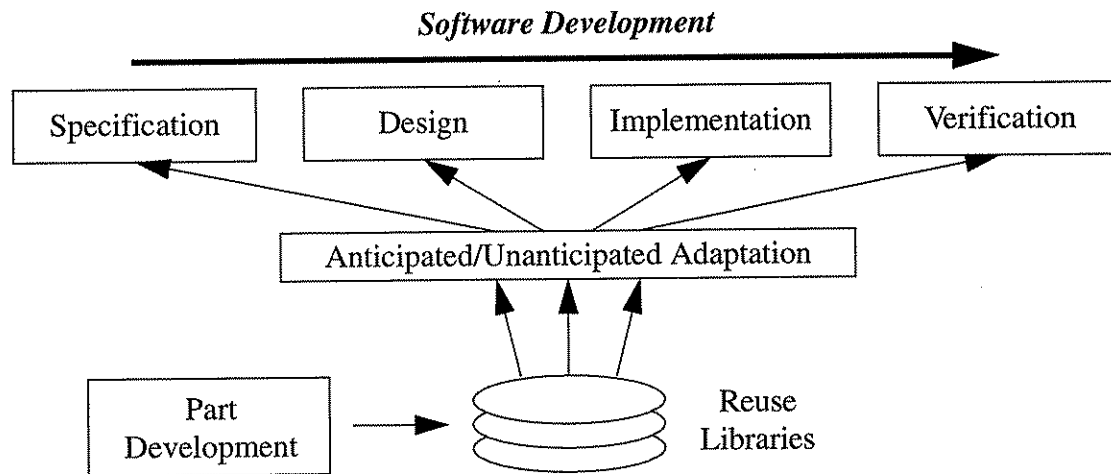 Software Development
Specification
Design
Implementation
Verification
Anticipated/Unanticipated Adaptation
Part
Development
Reuse
Libraries